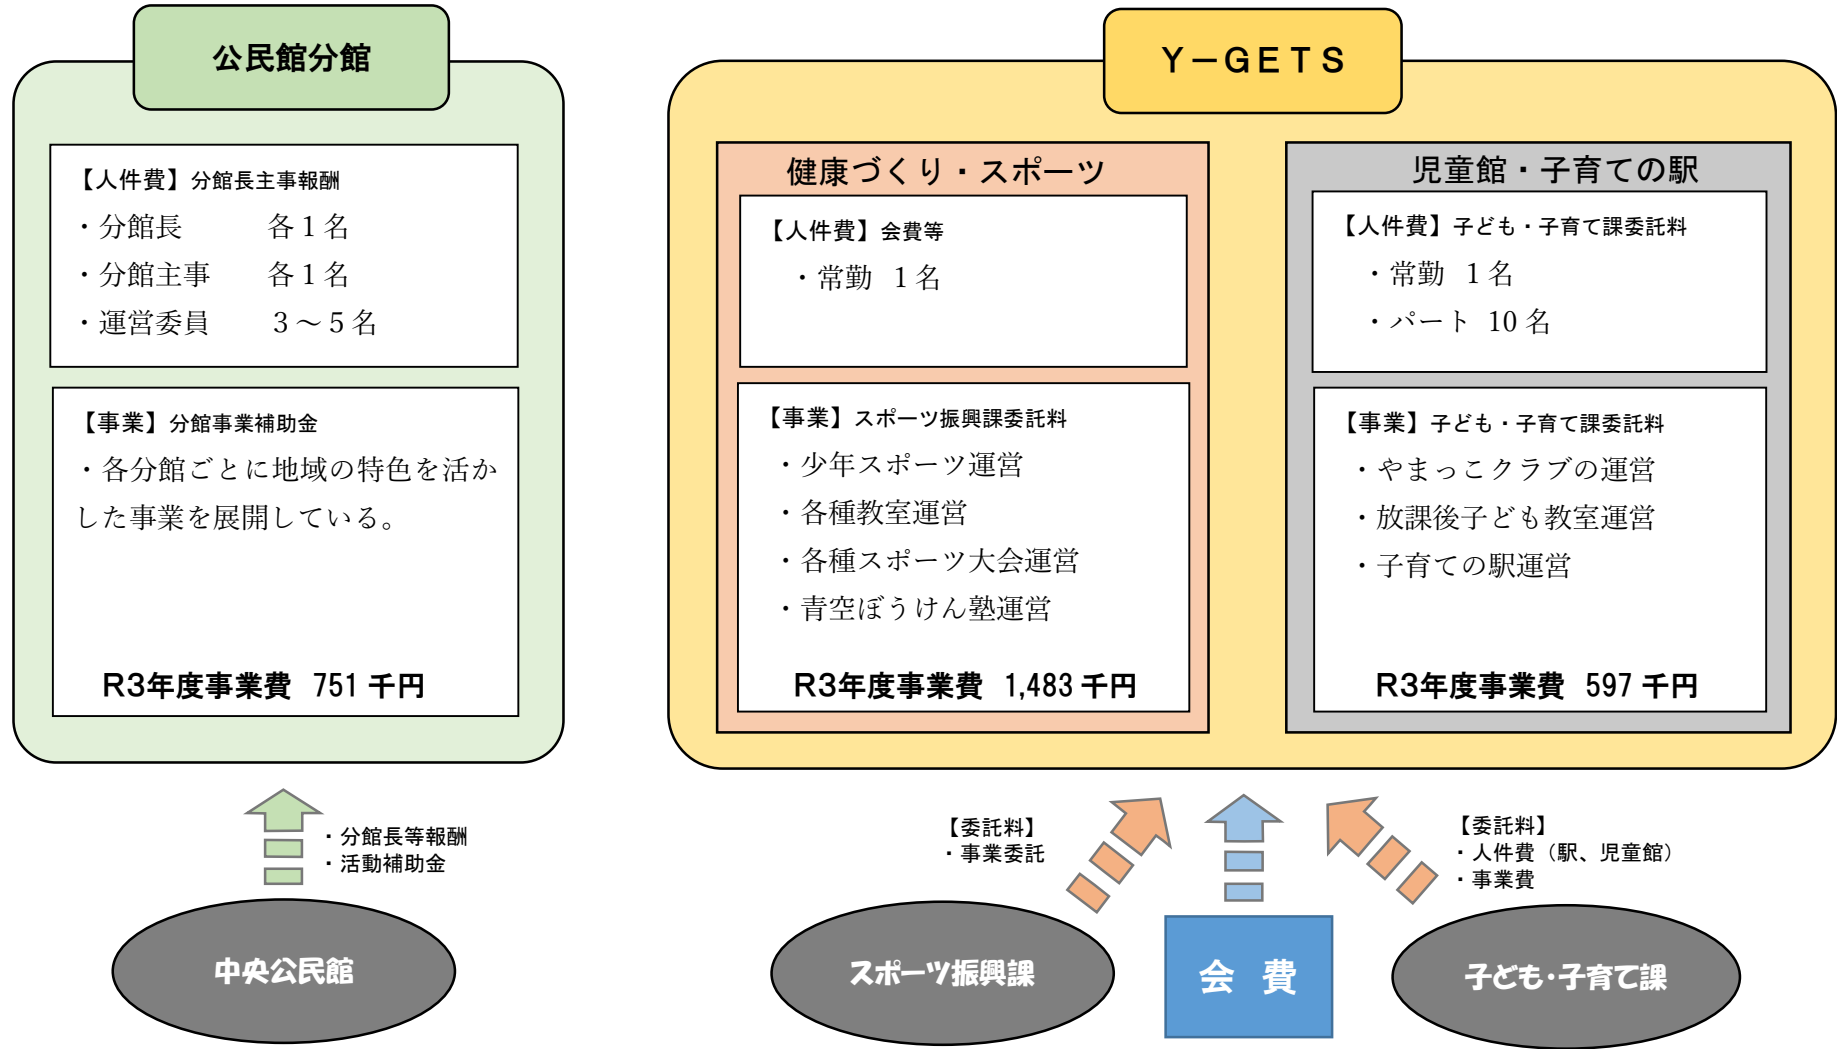 公民館分館
【人件費】分館長主事報酬
・分館長　　　各１名
・分館主事　　各１名
・運営委員　　３～５名
【事業】分館事業補助金
・各分館ごとに地域の特色を活か
した事業を展開している。
R3年度事業費 751 千円
・分館長等報酬
・活動補助金
中央公民館
Ｙ－ＧＥＴＳ
健康づくり・スポーツ
【人件費】会費等
・常勤 １名
【事業】スポーツ振興課委託料
・少年スポーツ運営
・各種教室運営
・各種スポーツ大会運営
・青空ぼうけん塾運営
R3年度事業費 1,483 千円
児童館・子育ての駅
【人件費】子ども・子育て課委託料
・常勤 １名
・パート 10 名
【事業】子ども・子育て課委託料
・やまっこクラブの運営
・放課後子ども教室運営
・子育ての駅運営
R3年度事業費 597 千円
【委託料】
・事業委託
スポーツ振興課
会 費
【委託料】
・人件費（駅、児童館）
・事業費
子ども・子育て課